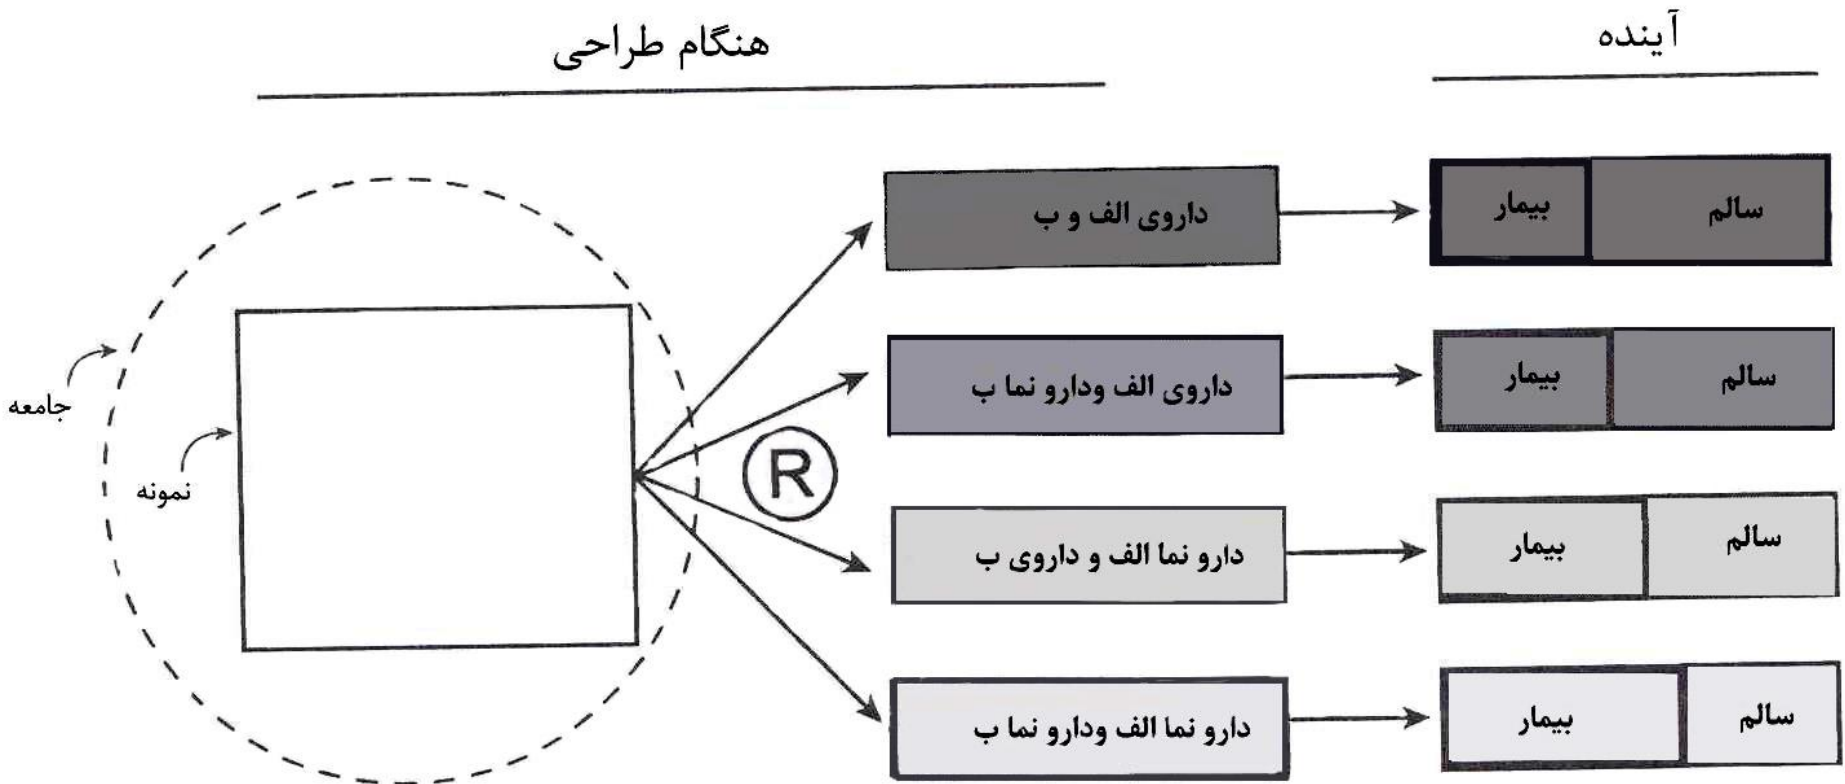 آینده
هنگام طراحی
داروی الف و ب
بیمار
سالم
داروی الف ودارو نما ب
بیمار
سالم
جامعه
نمونه
R
دارو نما الف و داروی ب
بیمار
سالم
دارو نما الف ودارو نما ب
بیمار
سالم